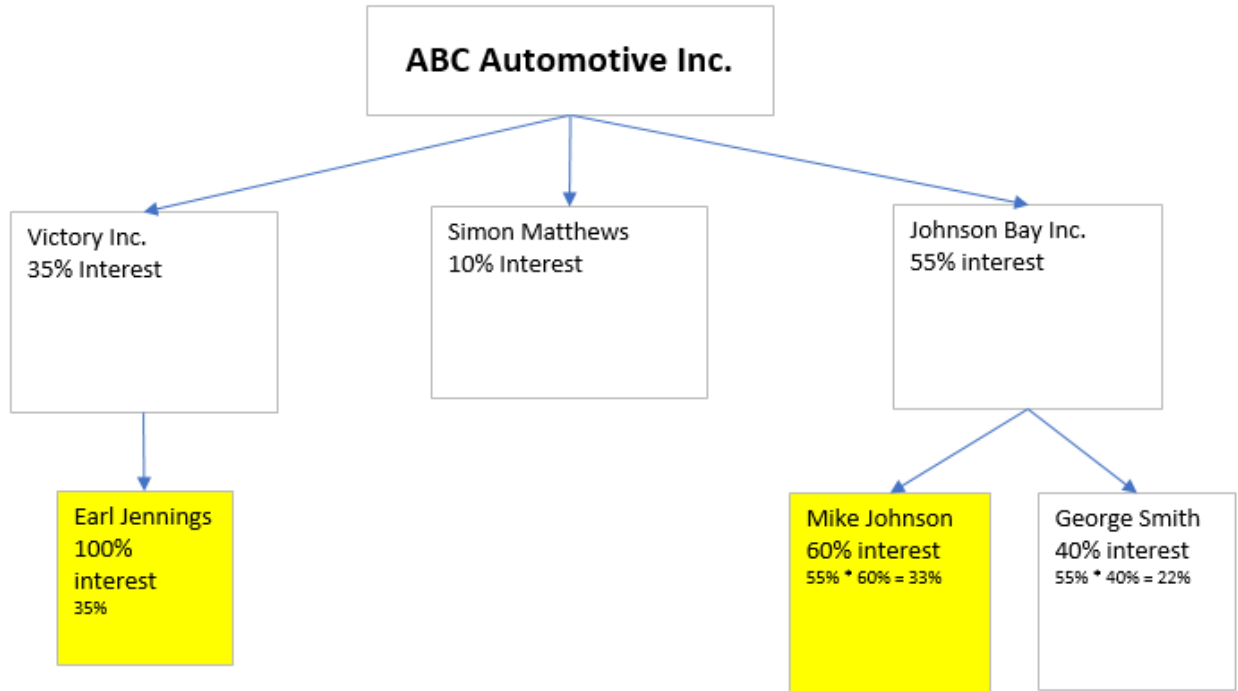 ABC Automotive Inc.
Victory Inc.
35% Interest
Simon Matthews
10% Interest
Johnson Bay Inc.
55% interest
Earl Jennings
100%
interest
35%
Mike Johnson
60% interest
55% * 60% = 33%
George Smith
40% interest
55% * 40% = 22%